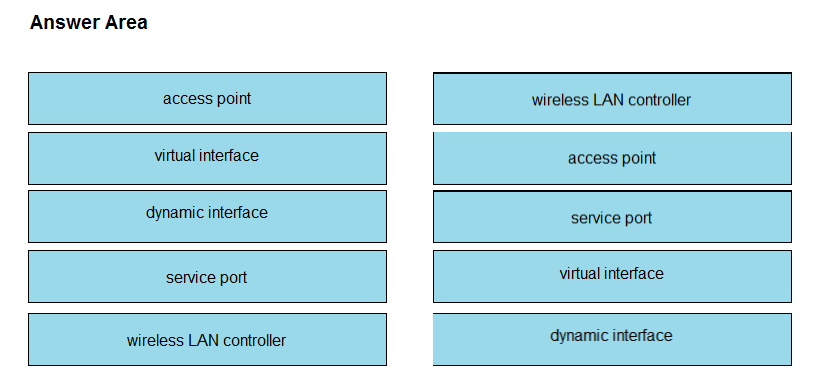 Answer Area
access point
virtual interface
dynamic interface
service port
wireless LAN controller
wireless LAN controller
access point
service port
virtual interface
dynamic interface